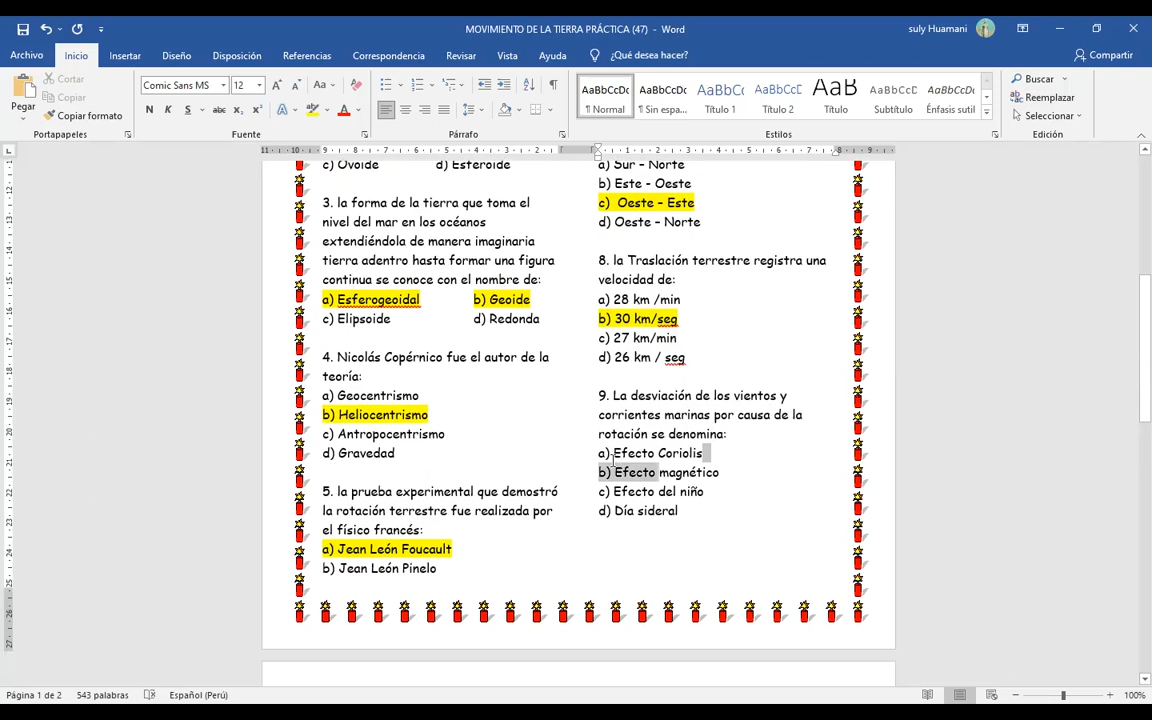 MOVIMIENTO DE LA TIERRA PRÁCTICA (47) - Word
suly Huamani
Archivo Inicio Insertar Diseño Disposición Referencias Correspondencia Revisar Vista Ayuda ¿Qué desea hacer? Compartir
Pegar
Cortar
Copiar
Copiar formato
Portapapeles
Comic Sans MS 12
N K S abc x₂ x²
Fuente
Párrafo
AaBbCcDc AaBbCcDc AaBbCc AaBbCcC AaB AaBbCcD AaBbCcDc
¶ Normal ¶ Sin espa... Título 1 Título 2 Título Subtítulo Énfasis sutil
Estilos
Buscar
Reemplazar
Seleccionar
Edición
c) Ovoide d) Esferoide
3. la forma de la tierra que toma el
nivel del mar en los océanos
extendiéndola de manera imaginaria
tierra adentro hasta formar una figura
continua se conoce con el nombre de:
a) Esferogeoidal b) Geoide
c) Elipsoide d) Redonda
4. Nicolás Copérnico fue el autor de la
teoría:
a) Geocentrismo
b) Heliocentrismo
c) Antropocentrismo
d) Gravedad
5. la prueba experimental que demostró
la rotación terrestre fue realizada por
el físico francés:
a) Jean León Foucault
b) Jean León Pinelo
a) Sur – Norte
b) Este - Oeste
c) Oeste – Este
d) Oeste – Norte
8. la Traslación terrestre registra una
velocidad de:
a) 28 km /min
b) 30 km/seg
c) 27 km/min
d) 26 km / seg
9. La desviación de los vientos y
corrientes marinas por causa de la
rotación se denomina:
a) Efecto Coriolis
b) Efecto magnético
c) Efecto del niño
d) Día sideral
Página 1 de 2 543 palabras Español (Perú) 100%